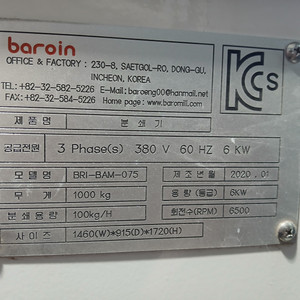 baroin
OFFICE & FACTORY : 230-8, SAETGOL-RO, DONG-GU,
INCHEON, KOREA
TEL:+82-32-582-5226 E-Mail : baroeng00@hanmail.net
FAX:+82-32-584-5226 Home page : www.baromill.com
KCs
제품명 분쇄기
공급전원 3 Phase(s) 380 V 60 HZ 6 KW
모델명 BRI-BAM-075 제조년월 2020.01
무게 1000 kg 용량(동급) 6KW
분쇄용량 100kg/H 회전수(RPM) 6500
사이즈 1460(W)*915(D)*1720(H)